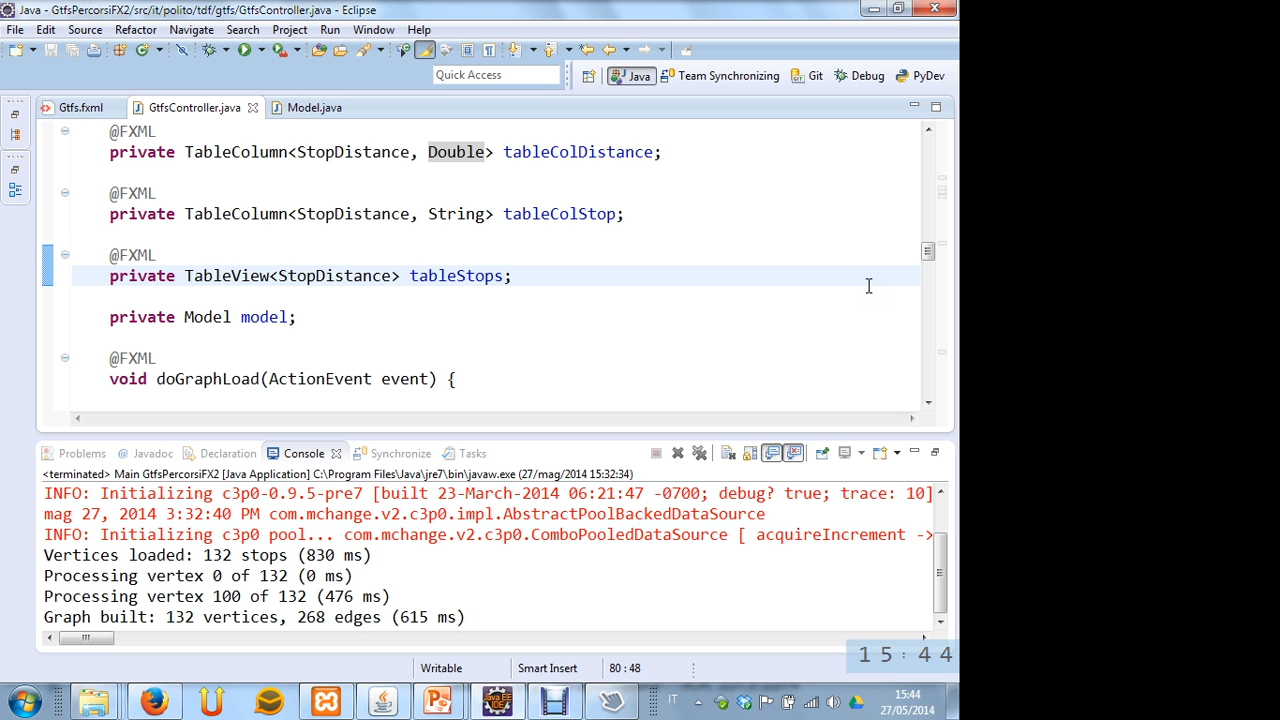 Java - GtfsPercorsiFX2/src/it/polito/tdf/gtfs/GtfsController.java - Eclipse
File Edit Source Refactor Navigate Search Project Run Window Help
Quick Access
Java Team Synchronizing Git Debug PyDev
Gtfs.fxml GtfsController.java Model.java
@FXML
private TableColumn<StopDistance, Double> tableColDistance;
@FXML
private TableColumn<StopDistance, String> tableColStop;
@FXML
private TableView<StopDistance> tableStops;
private Model model;
@FXML
void doGraphLoad(ActionEvent event) {
Problems @ Javadoc Declaration Console Synchronize Tasks
<terminated> Main GtfsPercorsiFX2 [Java Application] C:\Program Files\Java\jre7\bin\javaw.exe (27/mag/2014 15:32:34)
INFO: Initializing c3p0-0.9.5-pre7 [built 23-March-2014 06:21:47 -0700; debug? true; trace: 10]
mag 27, 2014 3:32:40 PM com.mchange.v2.c3p0.impl.AbstractPoolBackedDataSource
INFO: Initializing c3p0 pool... com.mchange.v2.c3p0.ComboPooledDataSource [ acquireIncrement ->
Vertices loaded: 132 stops (830 ms)
Processing vertex 0 of 132 (0 ms)
Processing vertex 100 of 132 (476 ms)
Graph built: 132 vertices, 268 edges (615 ms)
15:44
Writable Smart Insert 80 : 48
Java EE IDE
IT
15:44
27/05/2014